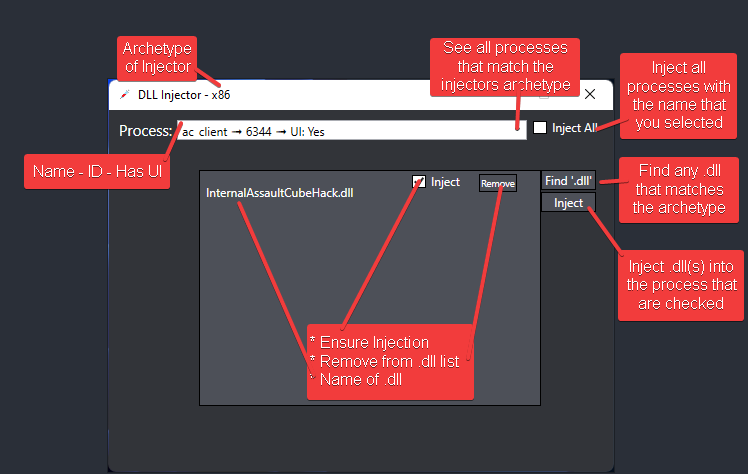 Archetype
of Injector
See all processes
that match the
injectors archetype
Inject all
processes with
the name that
you selected
DLL Injector - x86
Process:
ac_client → 6344 → UI: Yes
Inject All
Name - ID - Has UI
InternalAssaultCubeHack.dll
Inject
Remove
Find '.dll'
Inject
Find any .dll
that matches
the archetype
Inject .dll(s) into
the process that
are checked
* Ensure Injection
* Remove from .dll list
* Name of .dll